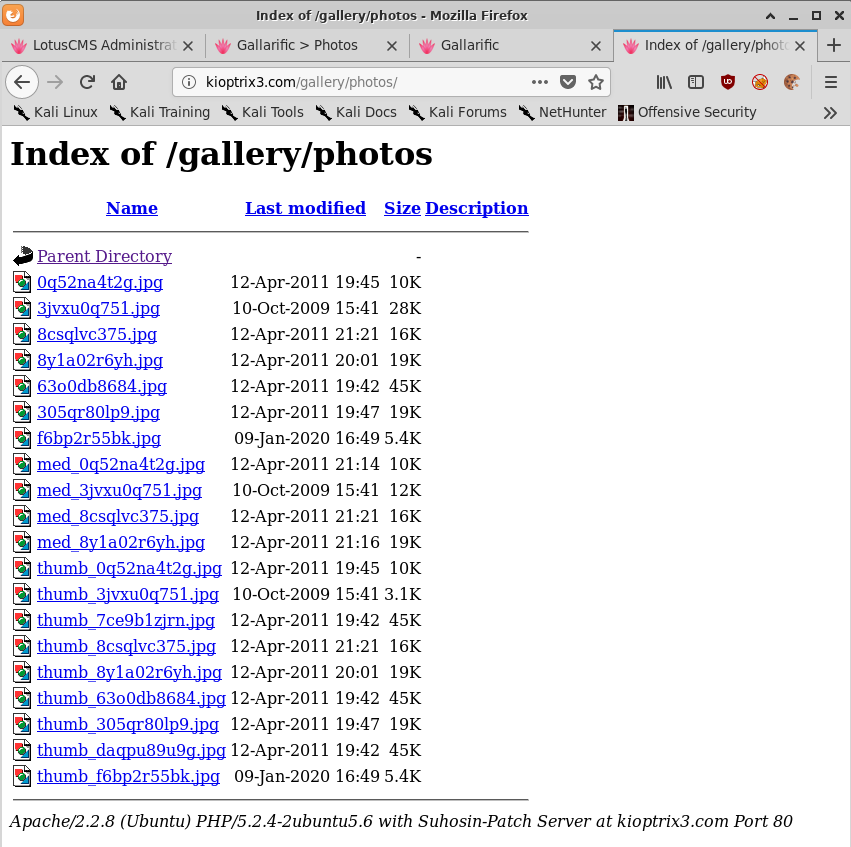 Index of /gallery/photos - Mozilla Firefox
LotusCMS Administrat
Gallarific > Photos
Gallarific
Index of /gallery/photo
kioptrix3.com/gallery/photos/
Kali Linux Kali Training Kali Tools Kali Docs Kali Forums NetHunter Offensive Security
Index of /gallery/photos
Name Last modified Size Description
Parent Directory -
0q52na4t2g.jpg 12-Apr-2011 19:45 10K
3jvxu0q751.jpg 10-Oct-2009 15:41 28K
8csqlvc375.jpg 12-Apr-2011 21:21 16K
8y1a02r6yh.jpg 12-Apr-2011 20:01 19K
63o0db8684.jpg 12-Apr-2011 19:42 45K
305qr80lp9.jpg 12-Apr-2011 19:47 19K
f6bp2r55bk.jpg 09-Jan-2020 16:49 5.4K
med_0q52na4t2g.jpg 12-Apr-2011 21:14 10K
med_3jvxu0q751.jpg 10-Oct-2009 15:41 12K
med_8csqlvc375.jpg 12-Apr-2011 21:21 16K
med_8y1a02r6yh.jpg 12-Apr-2011 21:16 19K
thumb_0q52na4t2g.jpg 12-Apr-2011 19:45 10K
thumb_3jvxu0q751.jpg 10-Oct-2009 15:41 3.1K
thumb_7ce9b1zjrn.jpg 12-Apr-2011 19:42 45K
thumb_8csqlvc375.jpg 12-Apr-2011 21:21 16K
thumb_8y1a02r6yh.jpg 12-Apr-2011 20:01 19K
thumb_63o0db8684.jpg 12-Apr-2011 19:42 45K
thumb_305qr80lp9.jpg 12-Apr-2011 19:47 19K
thumb_daqpu89u9g.jpg 12-Apr-2011 19:42 45K
thumb_f6bp2r55bk.jpg 09-Jan-2020 16:49 5.4K
Apache/2.2.8 (Ubuntu) PHP/5.2.4-2ubuntu5.6 with Suhosin-Patch Server at kioptrix3.com Port 80